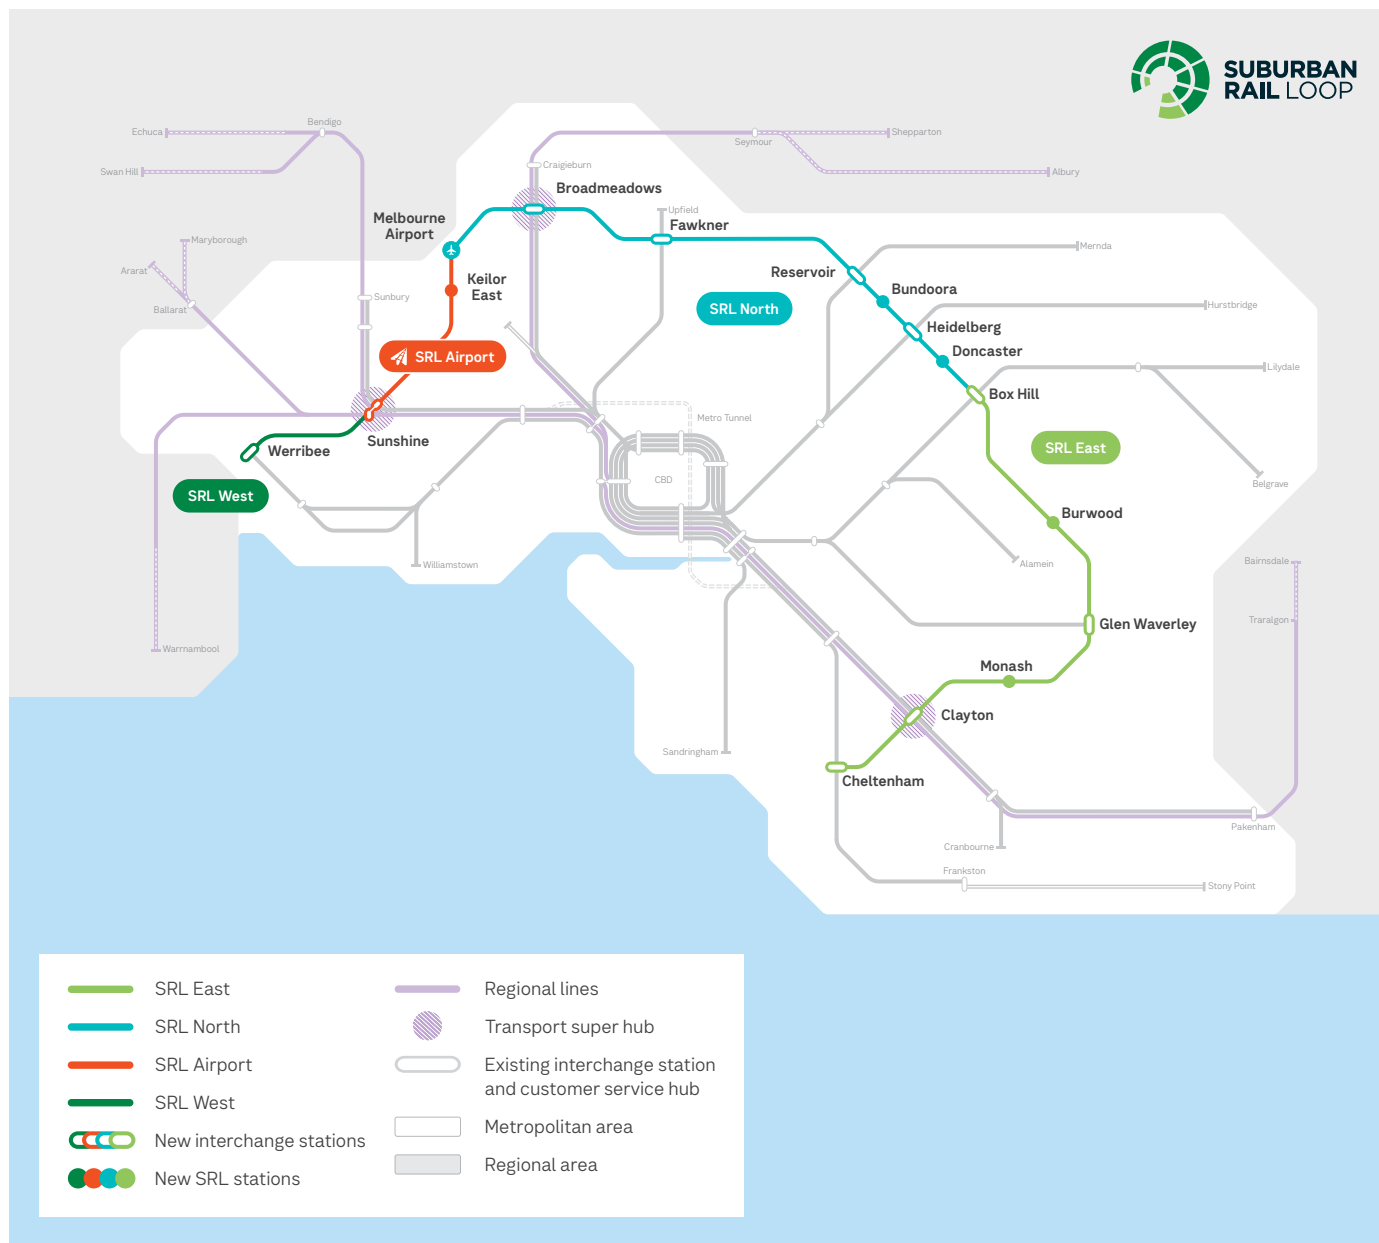 SUBURBAN
RAIL LOOP
Echuca
Bendigo
Swan Hill
Craigieburn
Seymour
Shepparton
Albury
Broadmeadows
Melbourne
Airport
Upfield
Fawkner
Maryborough
Ararat
Ballarat
Sunbury
Keilor
East
Mernda
Reservoir
Bundoora
SRL North
Hurstbridge
Heidelberg
Doncaster
SRL Airport
Lilydale
Box Hill
Metro Tunnel
Sunshine
Werribee
SRL East
CBD
Belgrave
SRL West
Burwood
Williamstown
Alamein
Bairnsdale
Traralgon
Glen Waverley
Warrnambool
Monash
Clayton
Sandringham
Cheltenham
Pakenham
Cranbourne
Frankston
Stony Point
SRL East
SRL North
SRL Airport
SRL West
New interchange stations
New SRL stations
Regional lines
Transport super hub
Existing interchange station
and customer service hub
Metropolitan area
Regional area